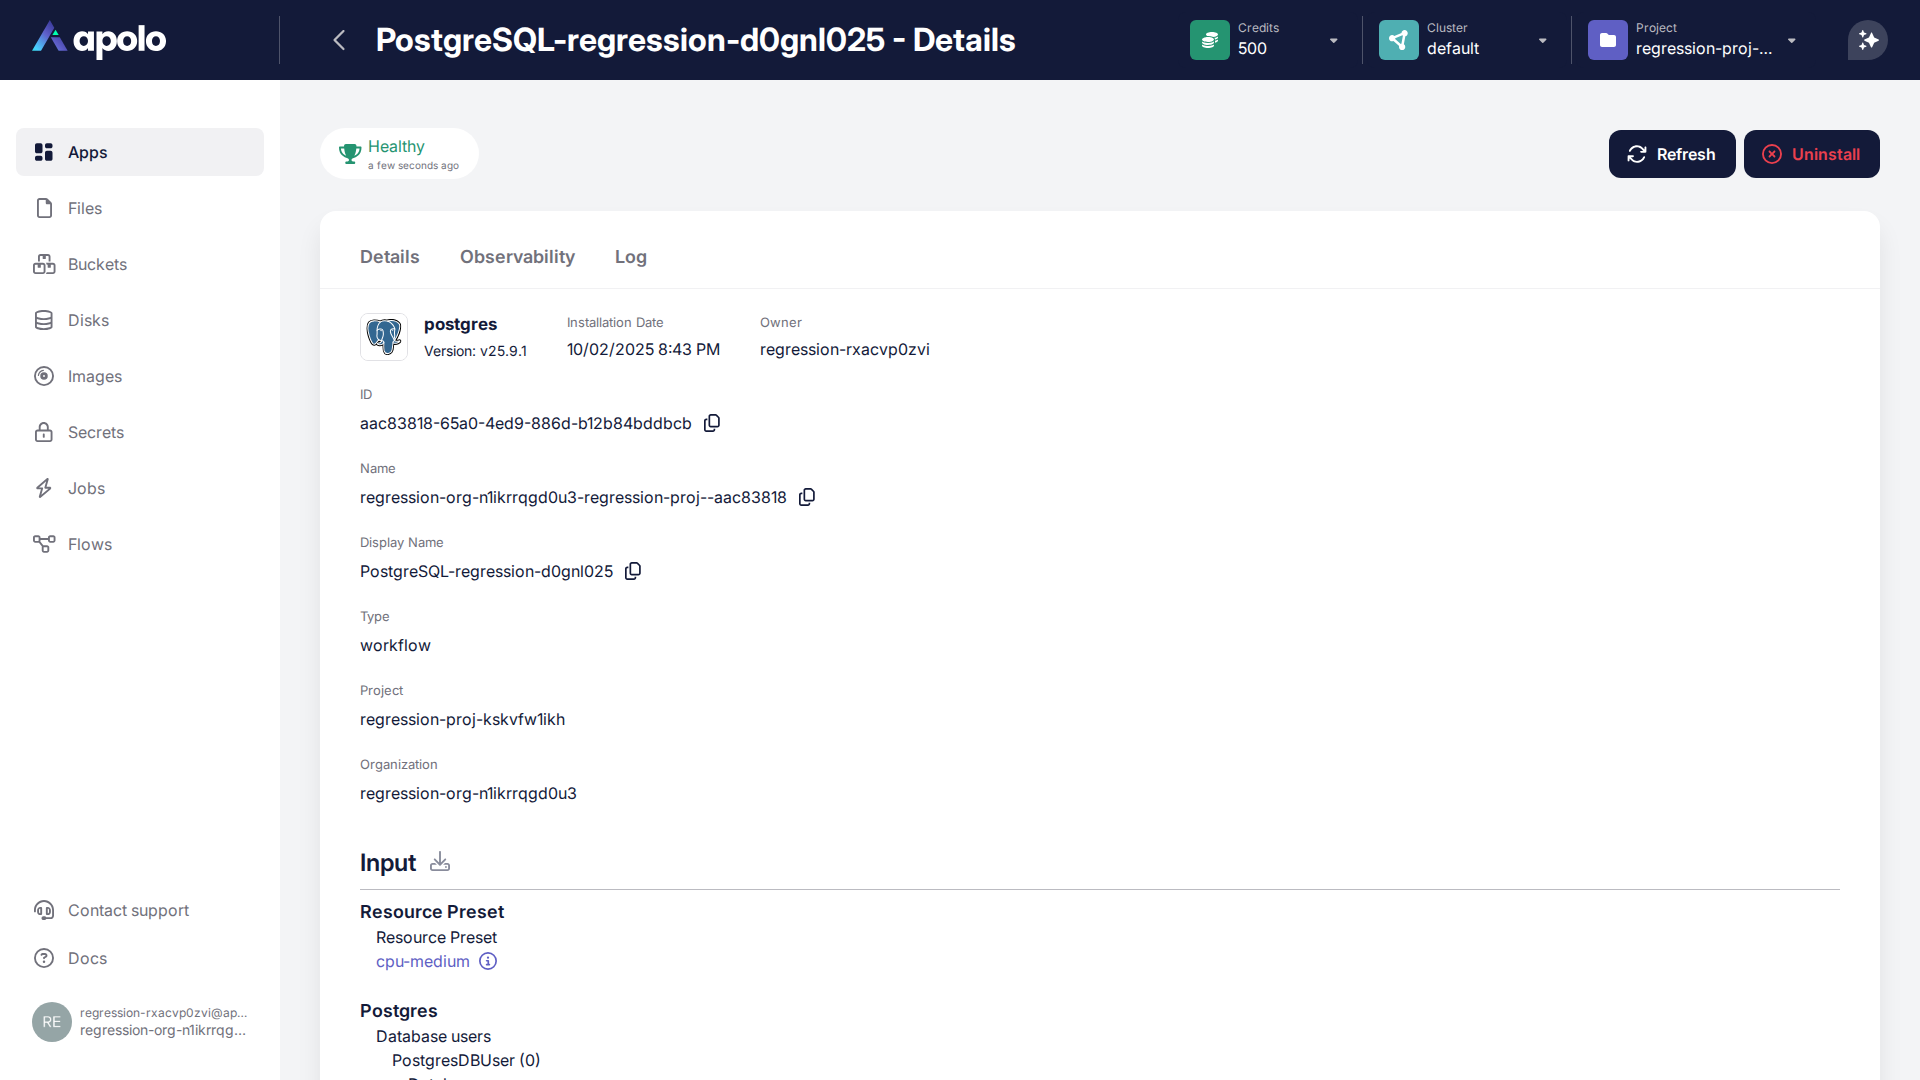 apolo
PostgreSQL-regression-d0gnl025 - Details
Credits
500
Cluster
default
Project
regression-proj-...
Apps
Files
Buckets
Disks
Images
Secrets
Jobs
Flows
Contact support
Docs
RE
regression-rxacvp0zvi@ap...
regression-org-n1ikrrqg...
Healthy
a few seconds ago
Refresh
Uninstall
Details
Observability
Log
postgres
Version: v25.9.1
Installation Date
10/02/2025 8:43 PM
Owner
regression-rxacvp0zvi
ID
aac83818-65a0-4ed9-886d-b12b84bddbcb
Name
regression-org-n1ikrrqgd0u3-regression-proj--aac83818
Display Name
PostgreSQL-regression-d0gnl025
Type
workflow
Project
regression-proj-kskvfw1ikh
Organization
regression-org-n1ikrrqgd0u3
Input
Resource Preset
Resource Preset
cpu-medium
Postgres
Database users
PostgresDBUser (0)